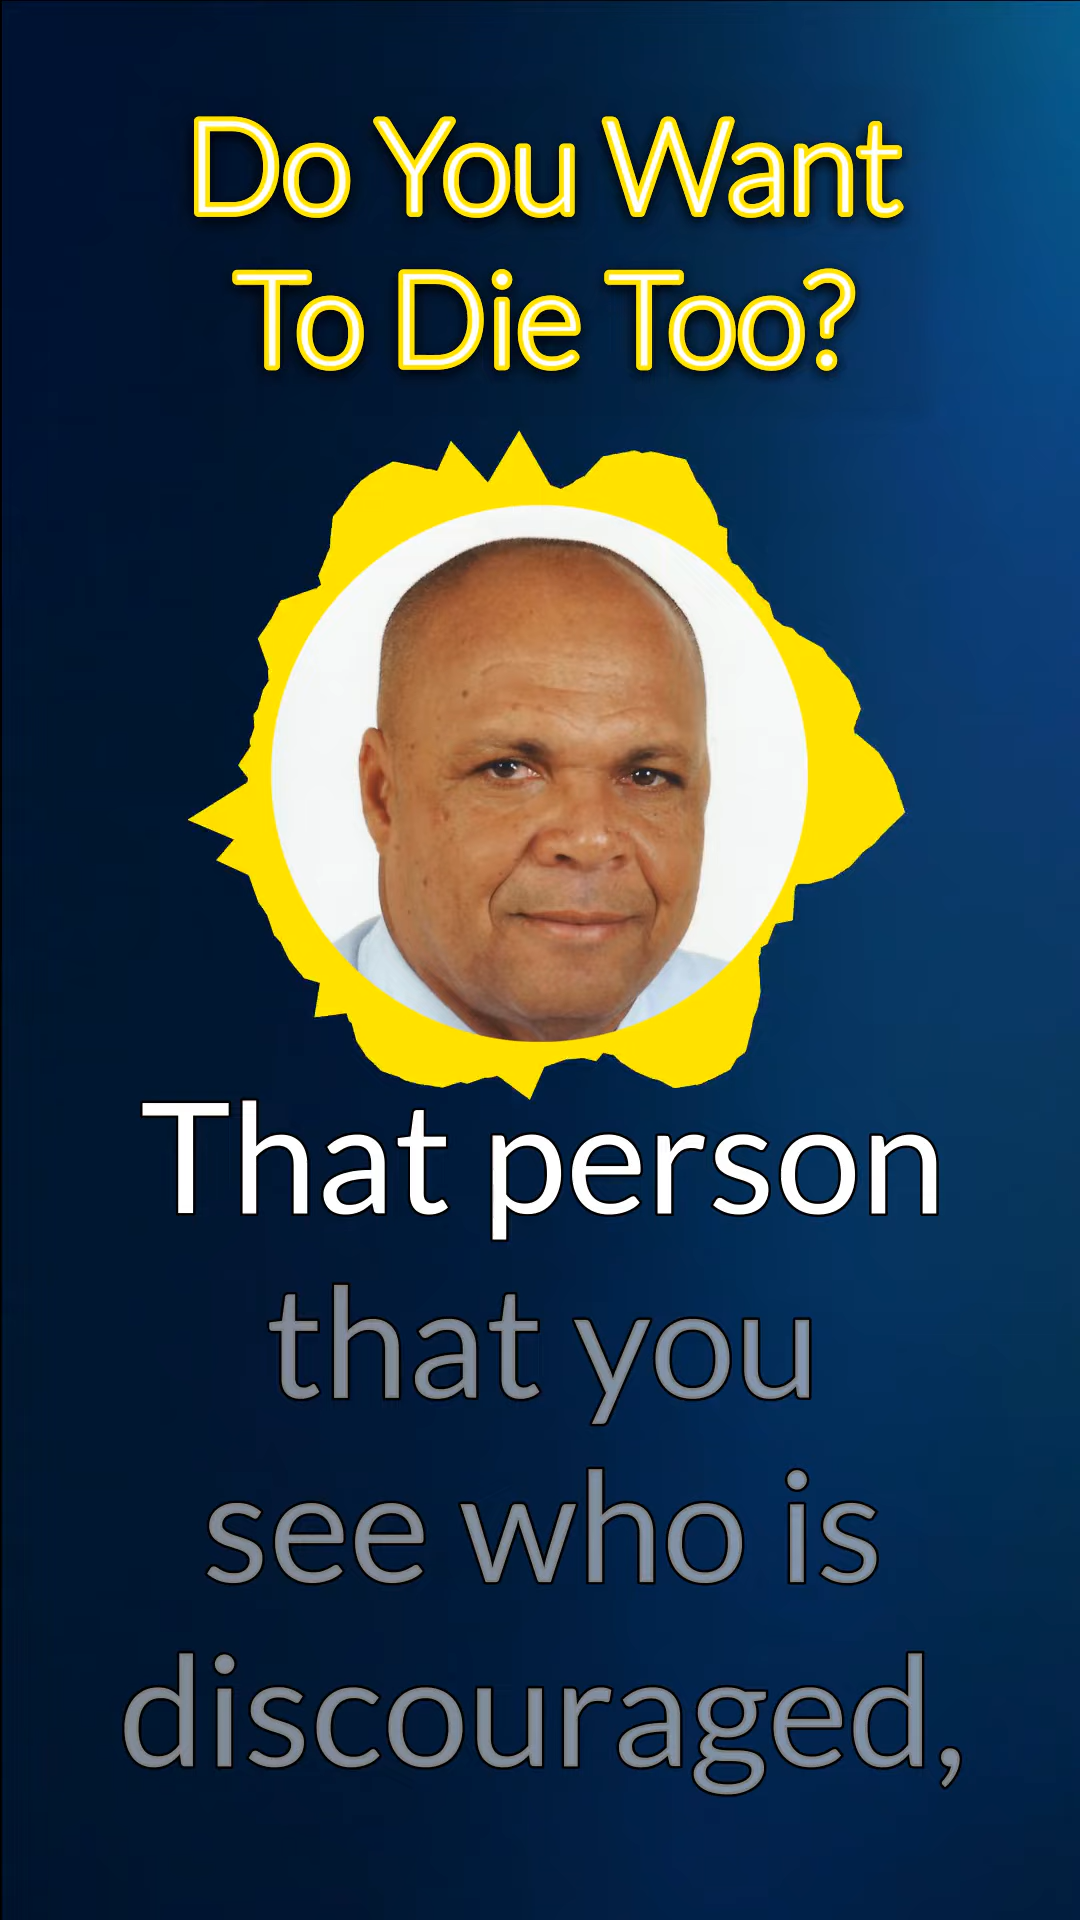 Do You Want
To Die Too?
That person
that you
see who is
discouraged,